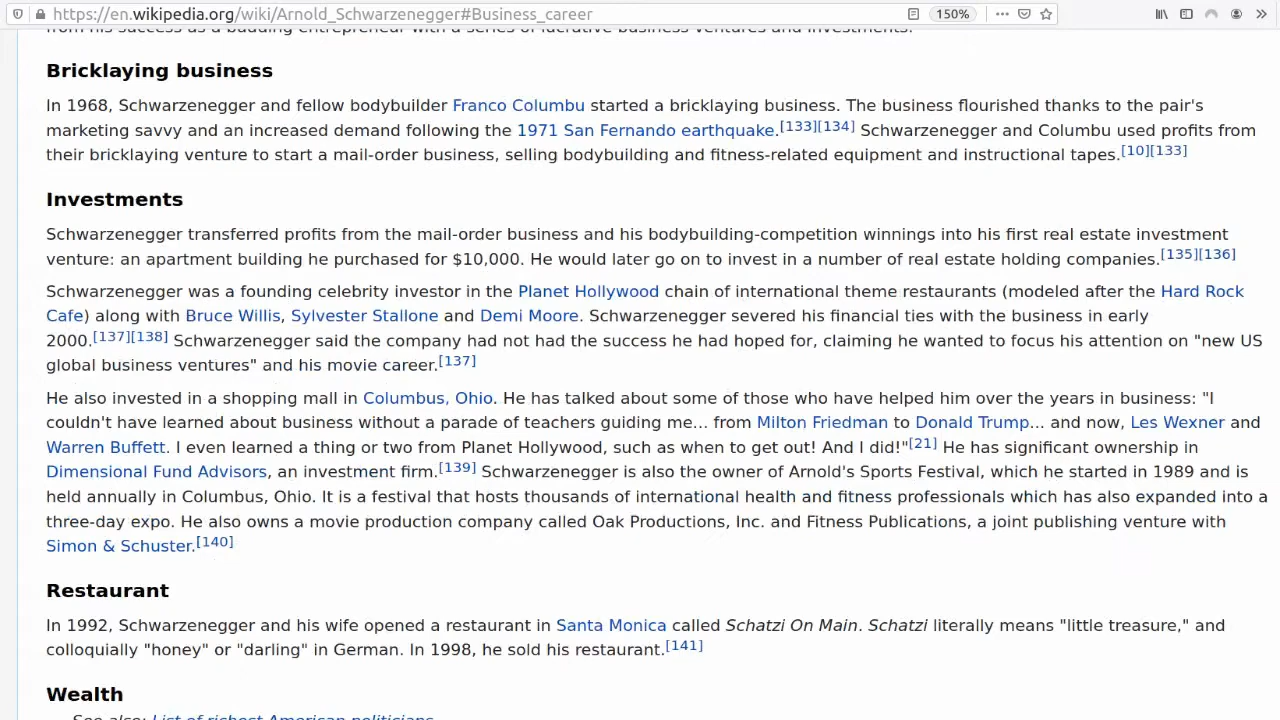 https://en.wikipedia.org/wiki/Arnold_Schwarzenegger#Business_career
150%
from his success as a budding entrepreneur with a series of lucrative business ventures and investments.
Bricklaying business
In 1968, Schwarzenegger and fellow bodybuilder Franco Columbu started a bricklaying business. The business flourished thanks to the pair's
marketing savvy and an increased demand following the 1971 San Fernando earthquake.[133][134] Schwarzenegger and Columbu used profits from
their bricklaying venture to start a mail-order business, selling bodybuilding and fitness-related equipment and instructional tapes.[10][133]
Investments
Schwarzenegger transferred profits from the mail-order business and his bodybuilding-competition winnings into his first real estate investment
venture: an apartment building he purchased for $10,000. He would later go on to invest in a number of real estate holding companies.[135][136]
Schwarzenegger was a founding celebrity investor in the Planet Hollywood chain of international theme restaurants (modeled after the Hard Rock
Cafe) along with Bruce Willis, Sylvester Stallone and Demi Moore. Schwarzenegger severed his financial ties with the business in early
2000.[137][138] Schwarzenegger said the company had not had the success he had hoped for, claiming he wanted to focus his attention on "new US
global business ventures" and his movie career.[137]
He also invested in a shopping mall in Columbus, Ohio. He has talked about some of those who have helped him over the years in business: "I
couldn't have learned about business without a parade of teachers guiding me... from Milton Friedman to Donald Trump... and now, Les Wexner and
Warren Buffett. I even learned a thing or two from Planet Hollywood, such as when to get out! And I did!"[21] He has significant ownership in
Dimensional Fund Advisors, an investment firm.[139] Schwarzenegger is also the owner of Arnold's Sports Festival, which he started in 1989 and is
held annually in Columbus, Ohio. It is a festival that hosts thousands of international health and fitness professionals which has also expanded into a
three-day expo. He also owns a movie production company called Oak Productions, Inc. and Fitness Publications, a joint publishing venture with
Simon & Schuster.[140]
Restaurant
In 1992, Schwarzenegger and his wife opened a restaurant in Santa Monica called Schatzi On Main. Schatzi literally means "little treasure," and
colloquially "honey" or "darling" in German. In 1998, he sold his restaurant.[141]
Wealth
See also: List of richest American politicians